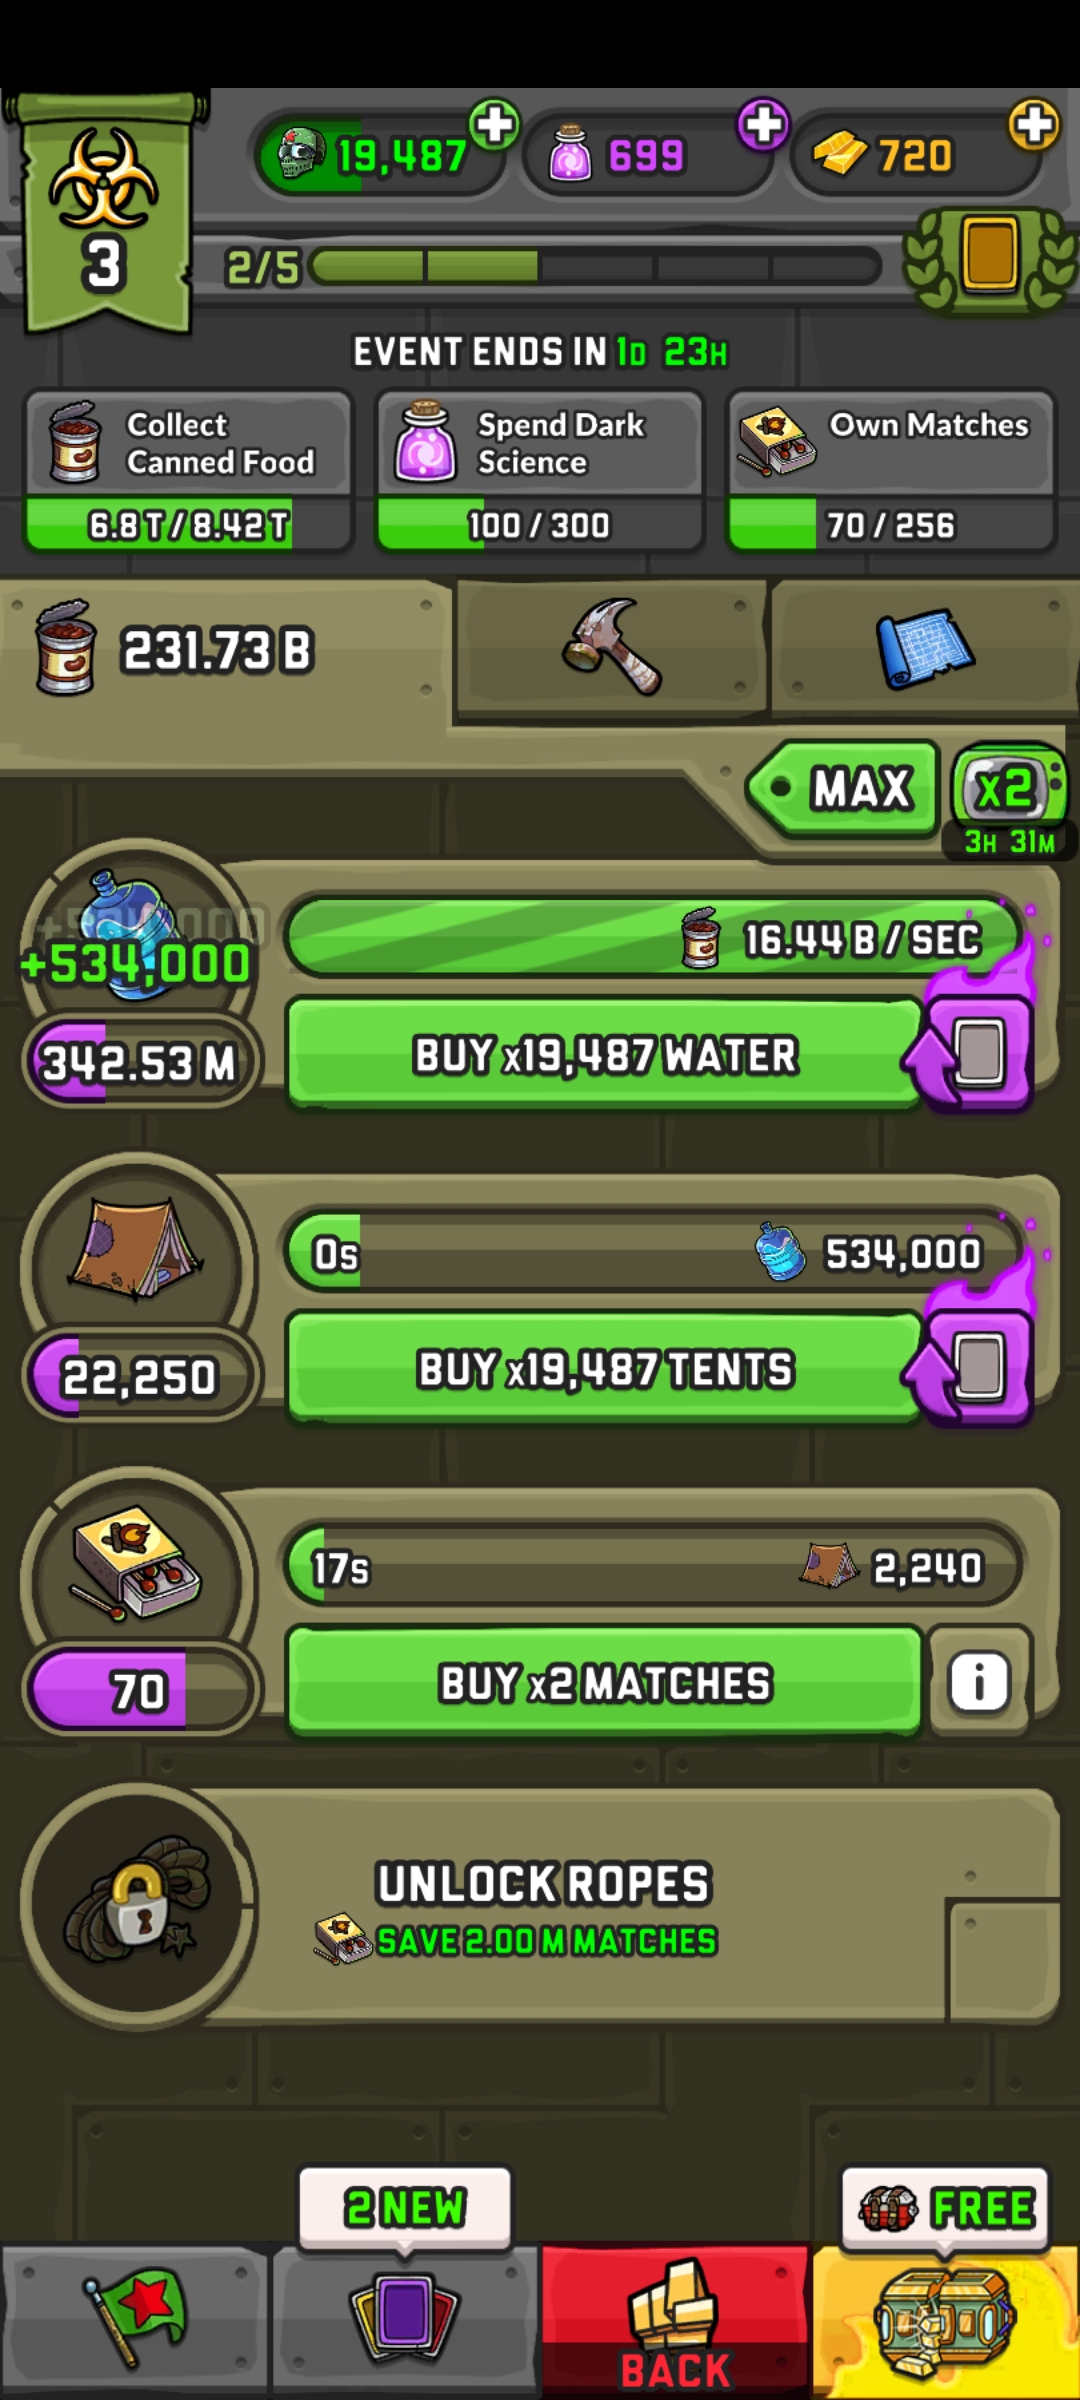 19,487
699
720
3
2/5
EVENT ENDS IN 1D 23H
Collect
Canned Food
6.8 T / 8.42 T
Spend Dark
Science
100 / 300
Own Matches
70 / 256
231.73 B
MAX
x2
3H 31M
+534,000
+534,000
16.44 B / SEC
342.53 M
BUY x19,487 WATER
0s
534,000
22,250
BUY x19,487 TENTS
17s
2,240
70
BUY x2 MATCHES
i
UNLOCK ROPES
SAVE 2.00 M MATCHES
2 NEW
FREE
BACK